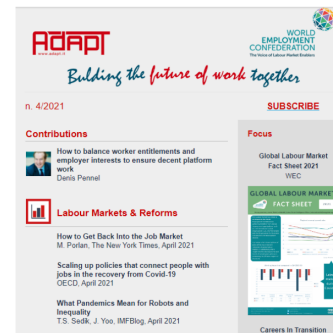 ADAPT
www.adapt.it
WORLD
EMPLOYMENT
CONFEDERATION
The Voice of Labour Market Enablers
Bulding the future of work together
n. 4/2021
SUBSCRIBE
Contributions
How to balance worker entitlements and
employer interests to ensure decent platform
work
Denis Pennel
Labour Markets & Reforms
How to Get Back Into the Job Market
M. Porlan, The New York Times, April 2021
Scaling up policies that connect people with
jobs in the recovery from Covid-19
OECD, April 2021
What Pandemics Mean for Robots and
Inequality
T.S. Sedik, J. Yoo, IMFBlog, April 2021
Focus
Global Labour Market
Fact Sheet 2021
WEC
GLOBAL LABOUR MARKET
FACT SHEET
Careers In Transition